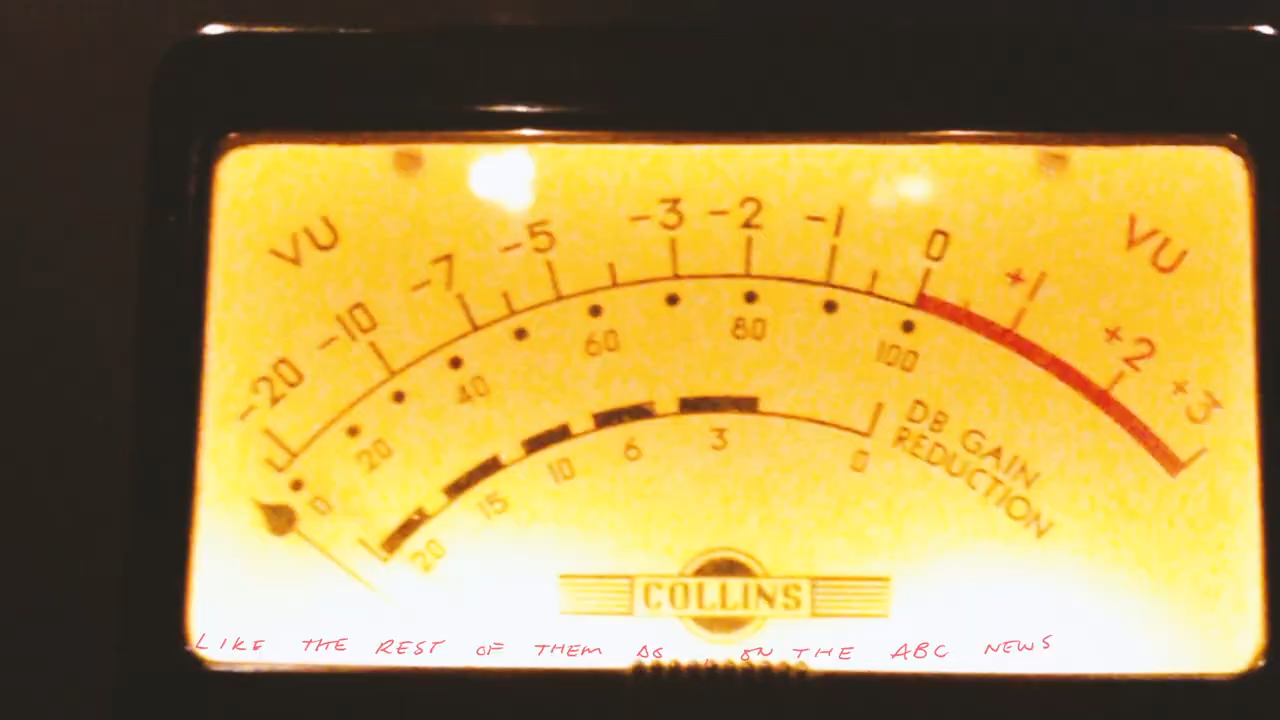 VU VU
-20 -10 -7 -5 -3 -2 -1 0 +1 +2 +3
0 20 40 60 80 100
20 15 10 6 3 0
DB GAIN
REDUCTION
COLLINS
LIKE THE REST OF THEM DO ON THE ABC NEWS